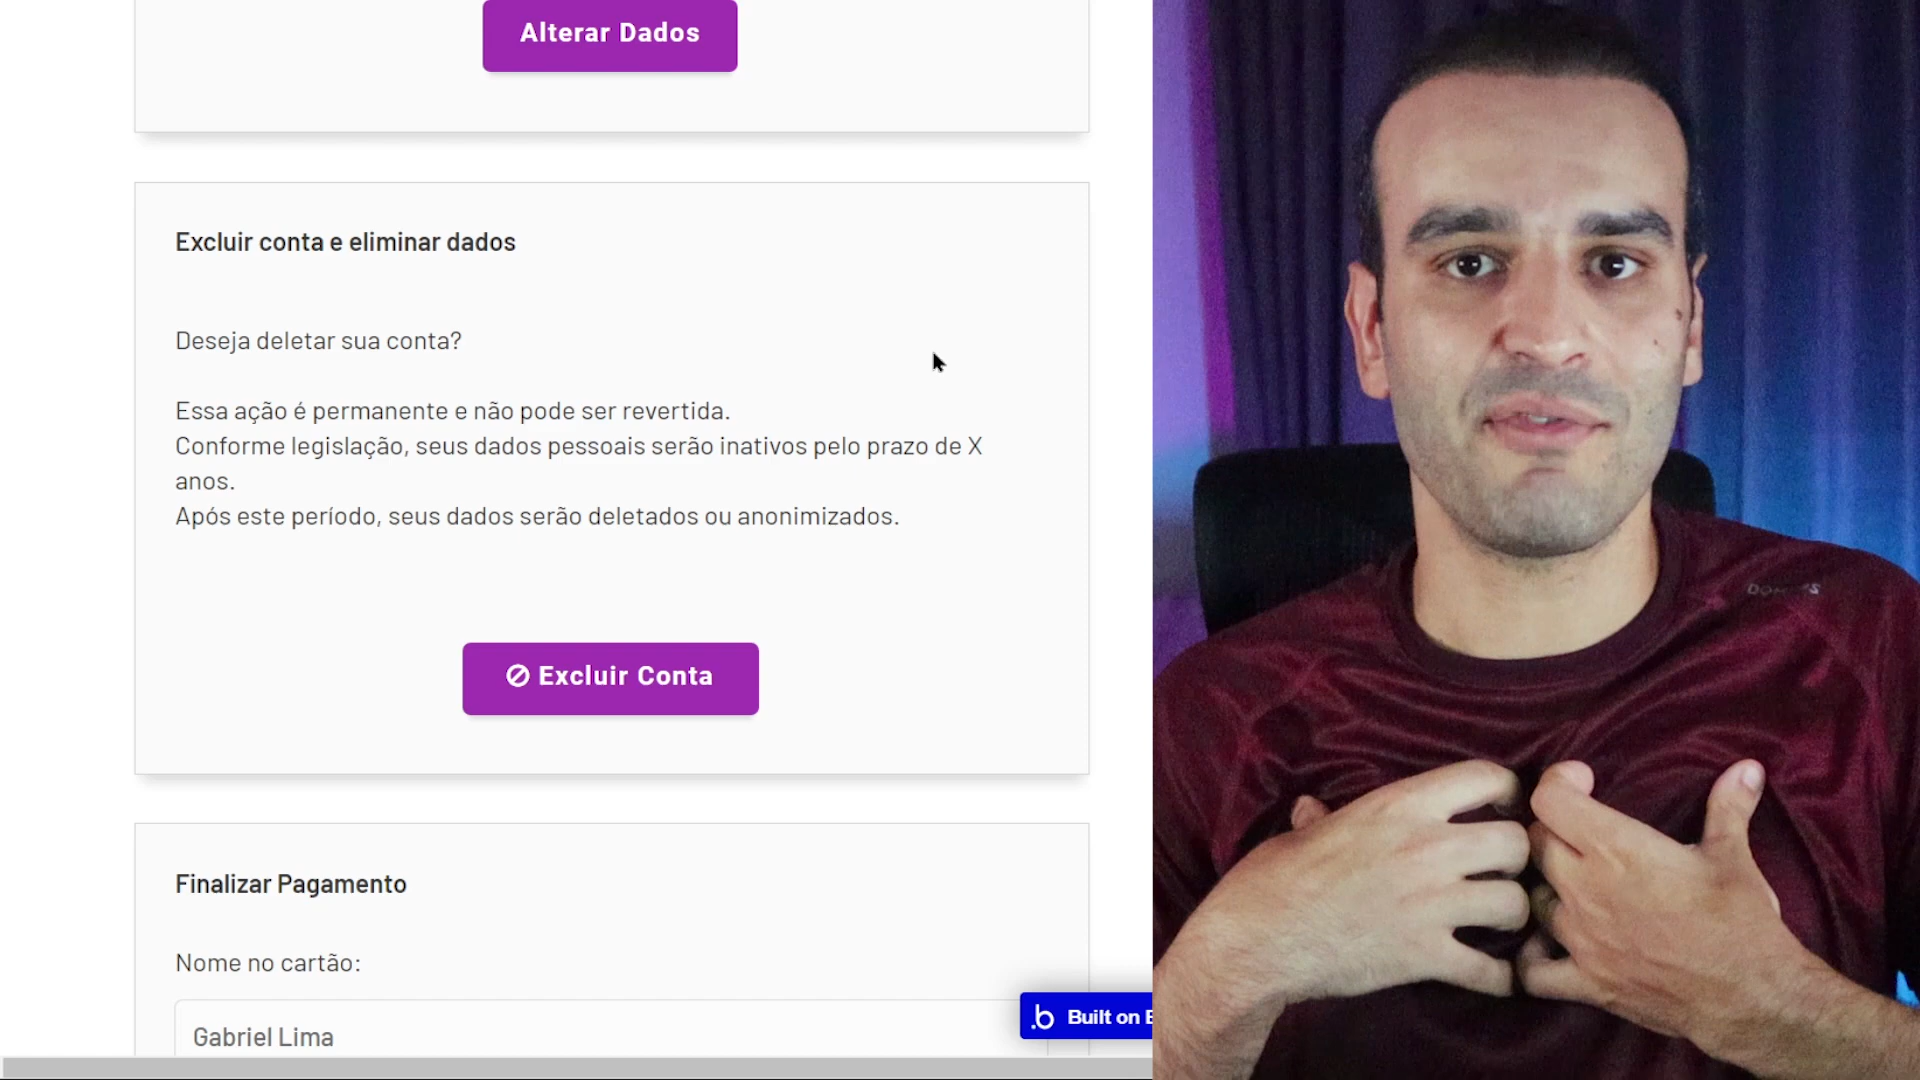 Alterar Dados
Excluir conta e eliminar dados
Deseja deletar sua conta?
Essa ação é permanente e não pode ser revertida.
Conforme legislação, seus dados pessoais serão inativos pelo prazo de X
anos.
Após este período, seus dados serão deletados ou anonimizados.
Excluir Conta
Finalizar Pagamento
Nome no cartão:
Gabriel Lima
.b Built on